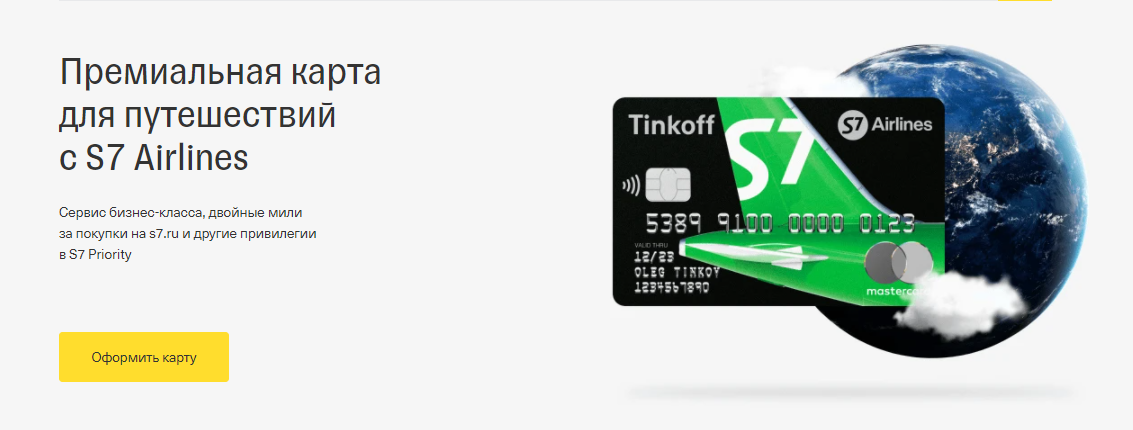 Премиальная карта
для путешествий
с S7 Airlines
Сервис бизнес-класса, двойные мили
за покупки на s7.ru и другие привилегии
в S7 Priority
Оформить карту
Tinkoff
S7
S7 Airlines
5389 9100 0000 0123
VALID THRU
12/23
OLEG TINKOV
1234567890
mastercard